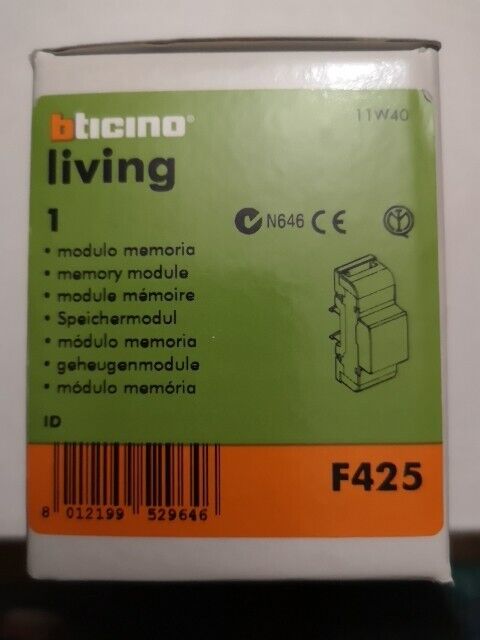 bticino
11W40
living
1
N646 CE
• modulo memoria
• memory module
• module mémoire
• Speichermodul
• módulo memoria
• geheugenmodule
• módulo memória
ID
F425
8 012199 529646